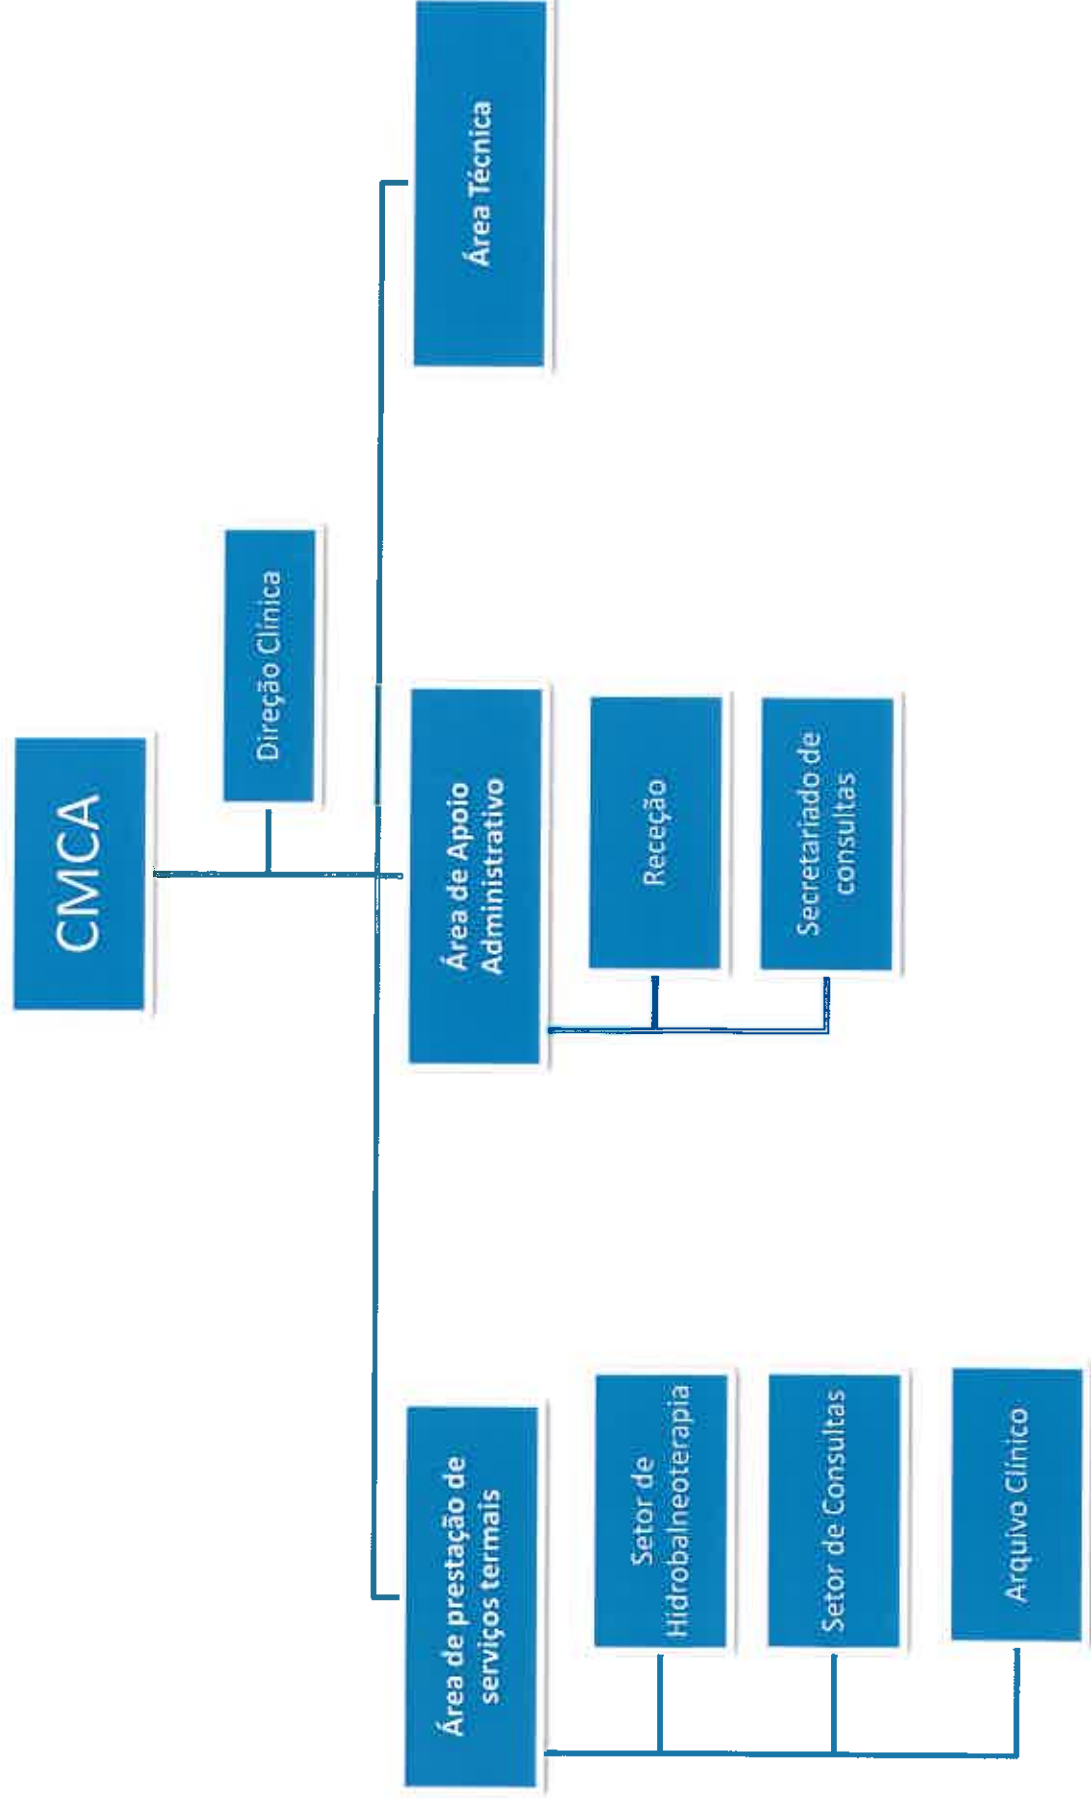 CMCA
Direção Clínica
Área de prestação de
serviços termais
Setor de
Hidrobalneoterapia
Setor de Consultas
Arquivo Clínico
Área de Apoio
Administrativo
Receção
Secretariado de
consultas
Área Técnica